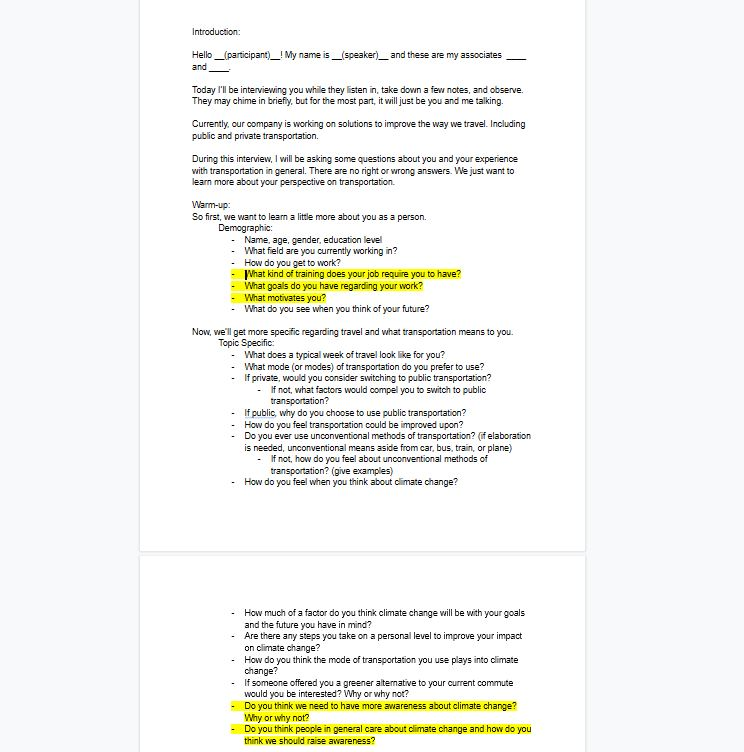 Introduction:
Hello __(participant)__! My name is __(speaker)__ and these are my associates ____
and ____.
Today I'll be interviewing you while they listen in, take down a few notes, and observe.
They may chime in briefly, but for the most part, it will just be you and me talking.
Currently, our company is working on solutions to improve the way we travel. Including
public and private transportation.
During this interview, I will be asking some questions about you and your experience
with transportation in general. There are no right or wrong answers. We just want to
learn more about your perspective on transportation.
Warm-up:
So first, we want to learn a little more about you as a person.
Demographic:
- Name, age, gender, education level
- What field are you currently working in?
- How do you get to work?
- What kind of training does your job require you to have?
- What goals do you have regarding your work?
- What motivates you?
- What do you see when you think of your future?
Now, we'll get more specific regarding travel and what transportation means to you.
Topic Specific:
- What does a typical week of travel look like for you?
- What mode (or modes) of transportation do you prefer to use?
- If private, would you consider switching to public transportation?
- If not, what factors would compel you to switch to public
transportation?
- If public, why do you choose to use public transportation?
- How do you feel transportation could be improved upon?
- Do you ever use unconventional methods of transportation? (if elaboration
is needed, unconventional means aside from car, bus, train, or plane)
- If not, how do you feel about unconventional methods of
transportation? (give examples)
- How do you feel when you think about climate change?
- How much of a factor do you think climate change will be with your goals
and the future you have in mind?
- Are there any steps you take on a personal level to improve your impact
on climate change?
- How do you think the mode of transportation you use plays into climate
change?
- If someone offered you a greener alternative to your current commute
would you be interested? Why or why not?
- Do you think we need to have more awareness about climate change?
Why or why not?
- Do you think people in general care about climate change and how do you
think we should raise awareness?